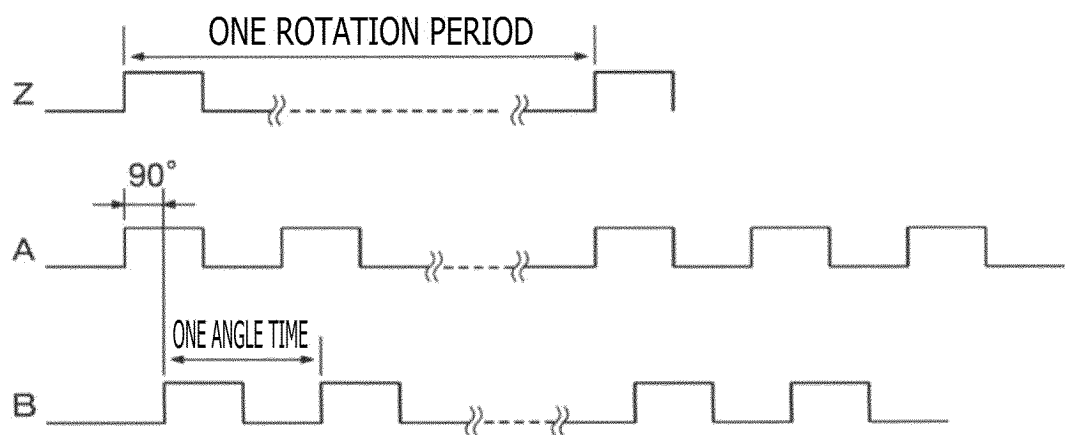 ONE ROTATION PERIOD
Z
90°
A
ONE ANGLE TIME
B